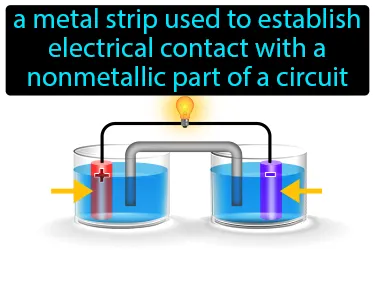 a metal strip used to establish
electrical contact with a
nonmetallic part of a circuit
+
-